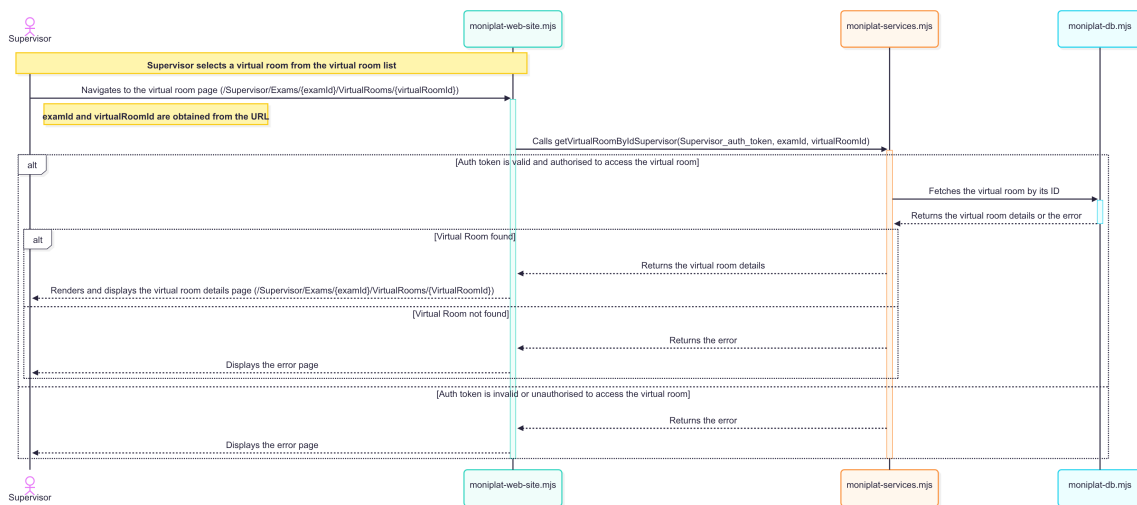 Supervisor
moniplat-web-site.mjs
moniplat-services.mjs
moniplat-db.mjs
Supervisor selects a virtual room from the virtual room list
Navigates to the virtual room page (/Supervisor/Exams/{examId}/VirtualRooms/{virtualRoomId})
examId and virtualRoomId are obtained from the URL
Calls getVirtualRoomByIdSupervisor(Supervisor_auth_token, examId, virtualRoomId)
alt
[Auth token is valid and authorised to access the virtual room]
Fetches the virtual room by its ID
Returns the virtual room details or the error
alt
[Virtual Room found]
Returns the virtual room details
Renders and displays the virtual room details page (/Supervisor/Exams/{examId}/VirtualRooms/{VirtualRoomId})
[Virtual Room not found]
Returns the error
Displays the error page
[Auth token is invalid or unauthorised to access the virtual room]
Returns the error
Displays the error page
Supervisor
moniplat-web-site.mjs
moniplat-services.mjs
moniplat-db.mjs